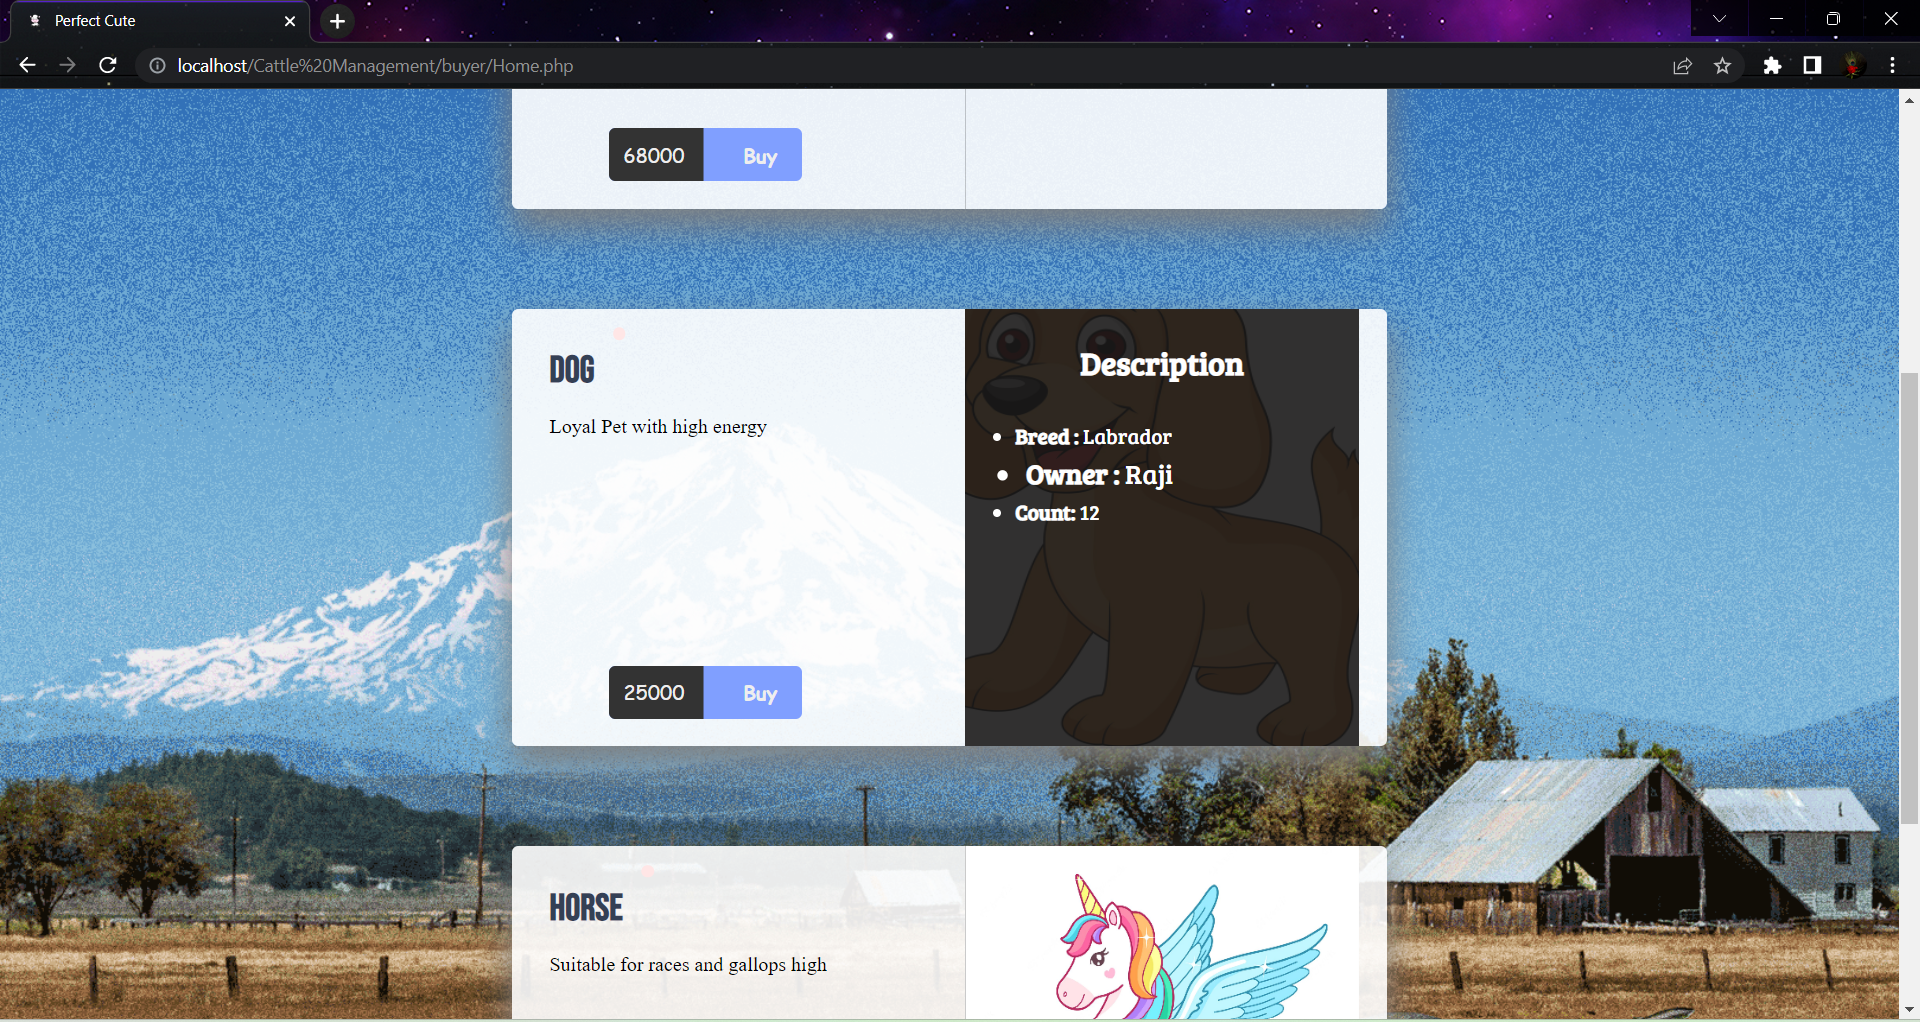 Perfect Cute
localhost/Cattle%20Management/buyer/Home.php
68000 Buy
DOG
Loyal Pet with high energy
25000 Buy
Description
Breed : Labrador
Owner : Raji
Count: 12
HORSE
Suitable for races and gallops high